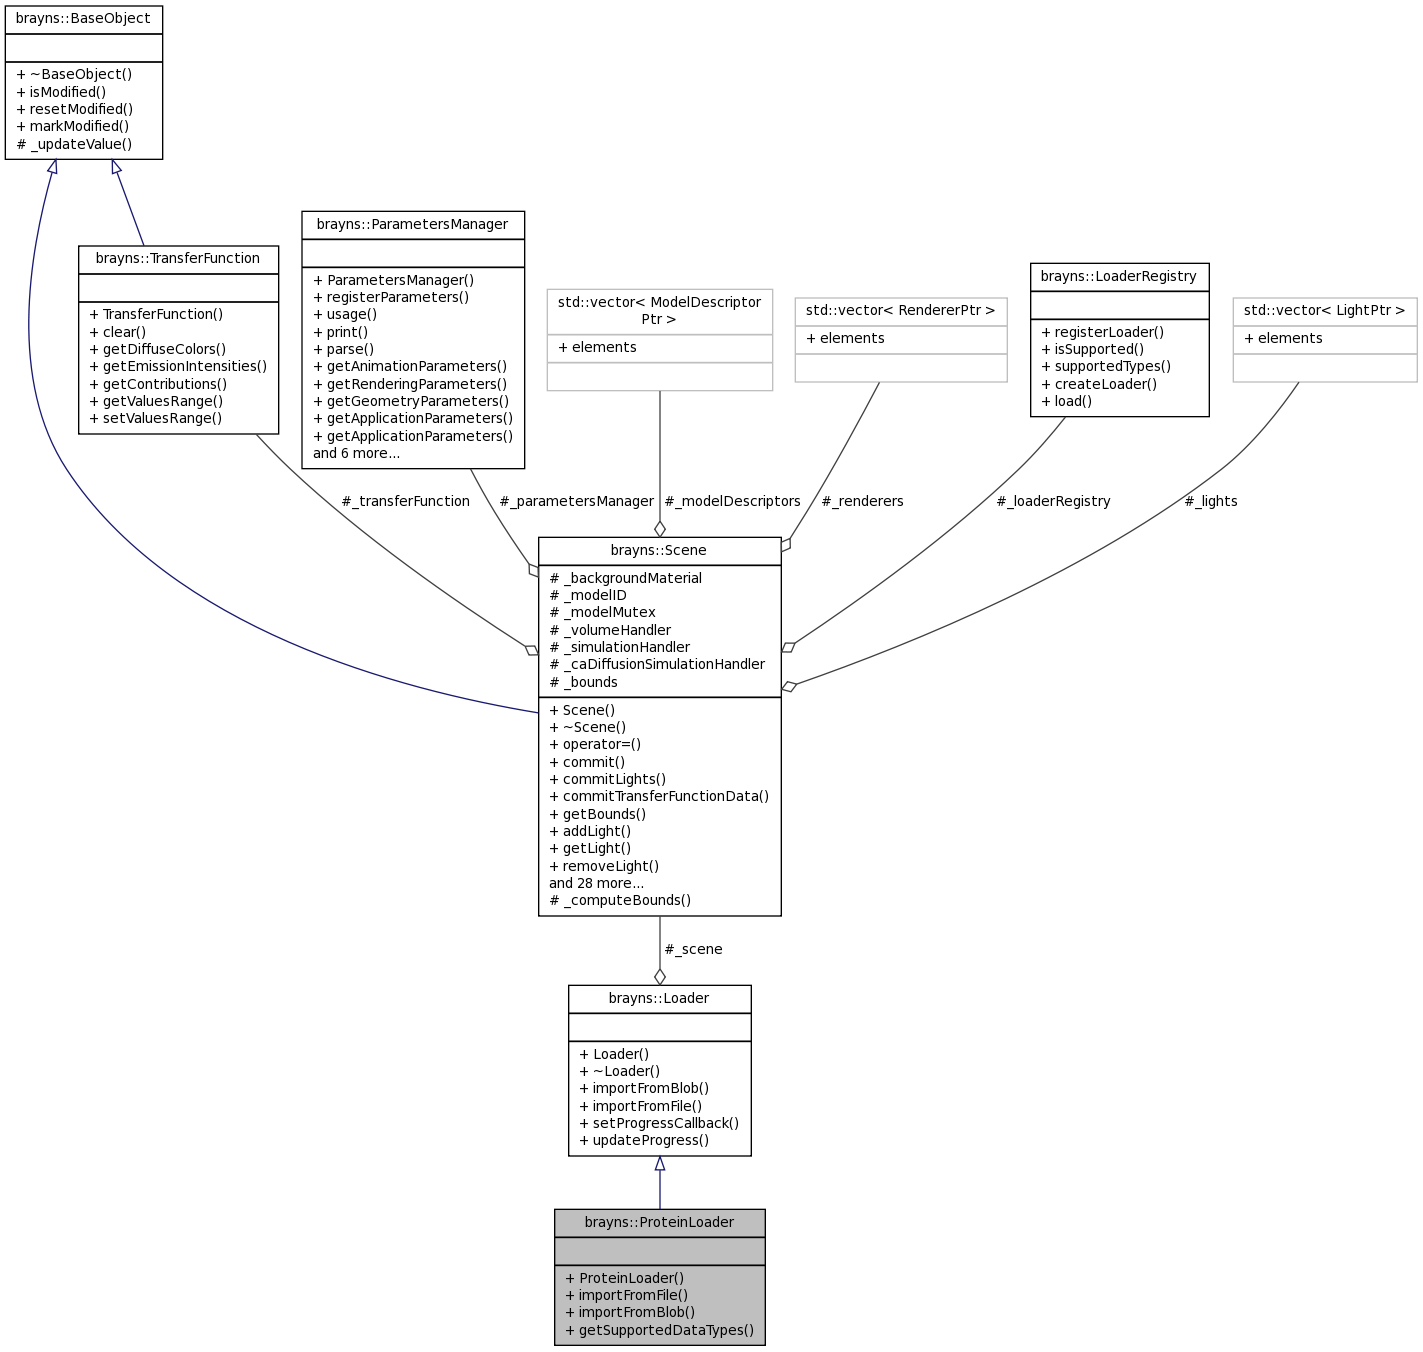 brayns::BaseObject
+ ~BaseObject()
+ isModified()
+ resetModified()
+ markModified()
# _updateValue()
brayns::TransferFunction
+ TransferFunction()
+ clear()
+ getDiffuseColors()
+ getEmissionIntensities()
+ getContributions()
+ getValuesRange()
+ setValuesRange()
brayns::ParametersManager
+ ParametersManager()
+ registerParameters()
+ usage()
+ print()
+ parse()
+ getAnimationParameters()
+ getRenderingParameters()
+ getGeometryParameters()
+ getApplicationParameters()
+ getApplicationParameters()
and 6 more...
std::vector< ModelDescriptor
Ptr >
+ elements
std::vector< RendererPtr >
+ elements
brayns::LoaderRegistry
+ registerLoader()
+ isSupported()
+ supportedTypes()
+ createLoader()
+ load()
std::vector< LightPtr >
+ elements
#_transferFunction
#_parametersManager
#_modelDescriptors
#_renderers
#_loaderRegistry
#_lights
brayns::Scene
# _backgroundMaterial
# _modelID
# _modelMutex
# _volumeHandler
# _simulationHandler
# _caDiffusionSimulationHandler
# _bounds
+ Scene()
+ ~Scene()
+ operator=()
+ commit()
+ commitLights()
+ commitTransferFunctionData()
+ getBounds()
+ addLight()
+ getLight()
+ removeLight()
and 28 more...
# _computeBounds()
#_scene
brayns::Loader
+ Loader()
+ ~Loader()
+ importFromBlob()
+ importFromFile()
+ setProgressCallback()
+ updateProgress()
brayns::ProteinLoader
+ ProteinLoader()
+ importFromFile()
+ importFromBlob()
+ getSupportedDataTypes()